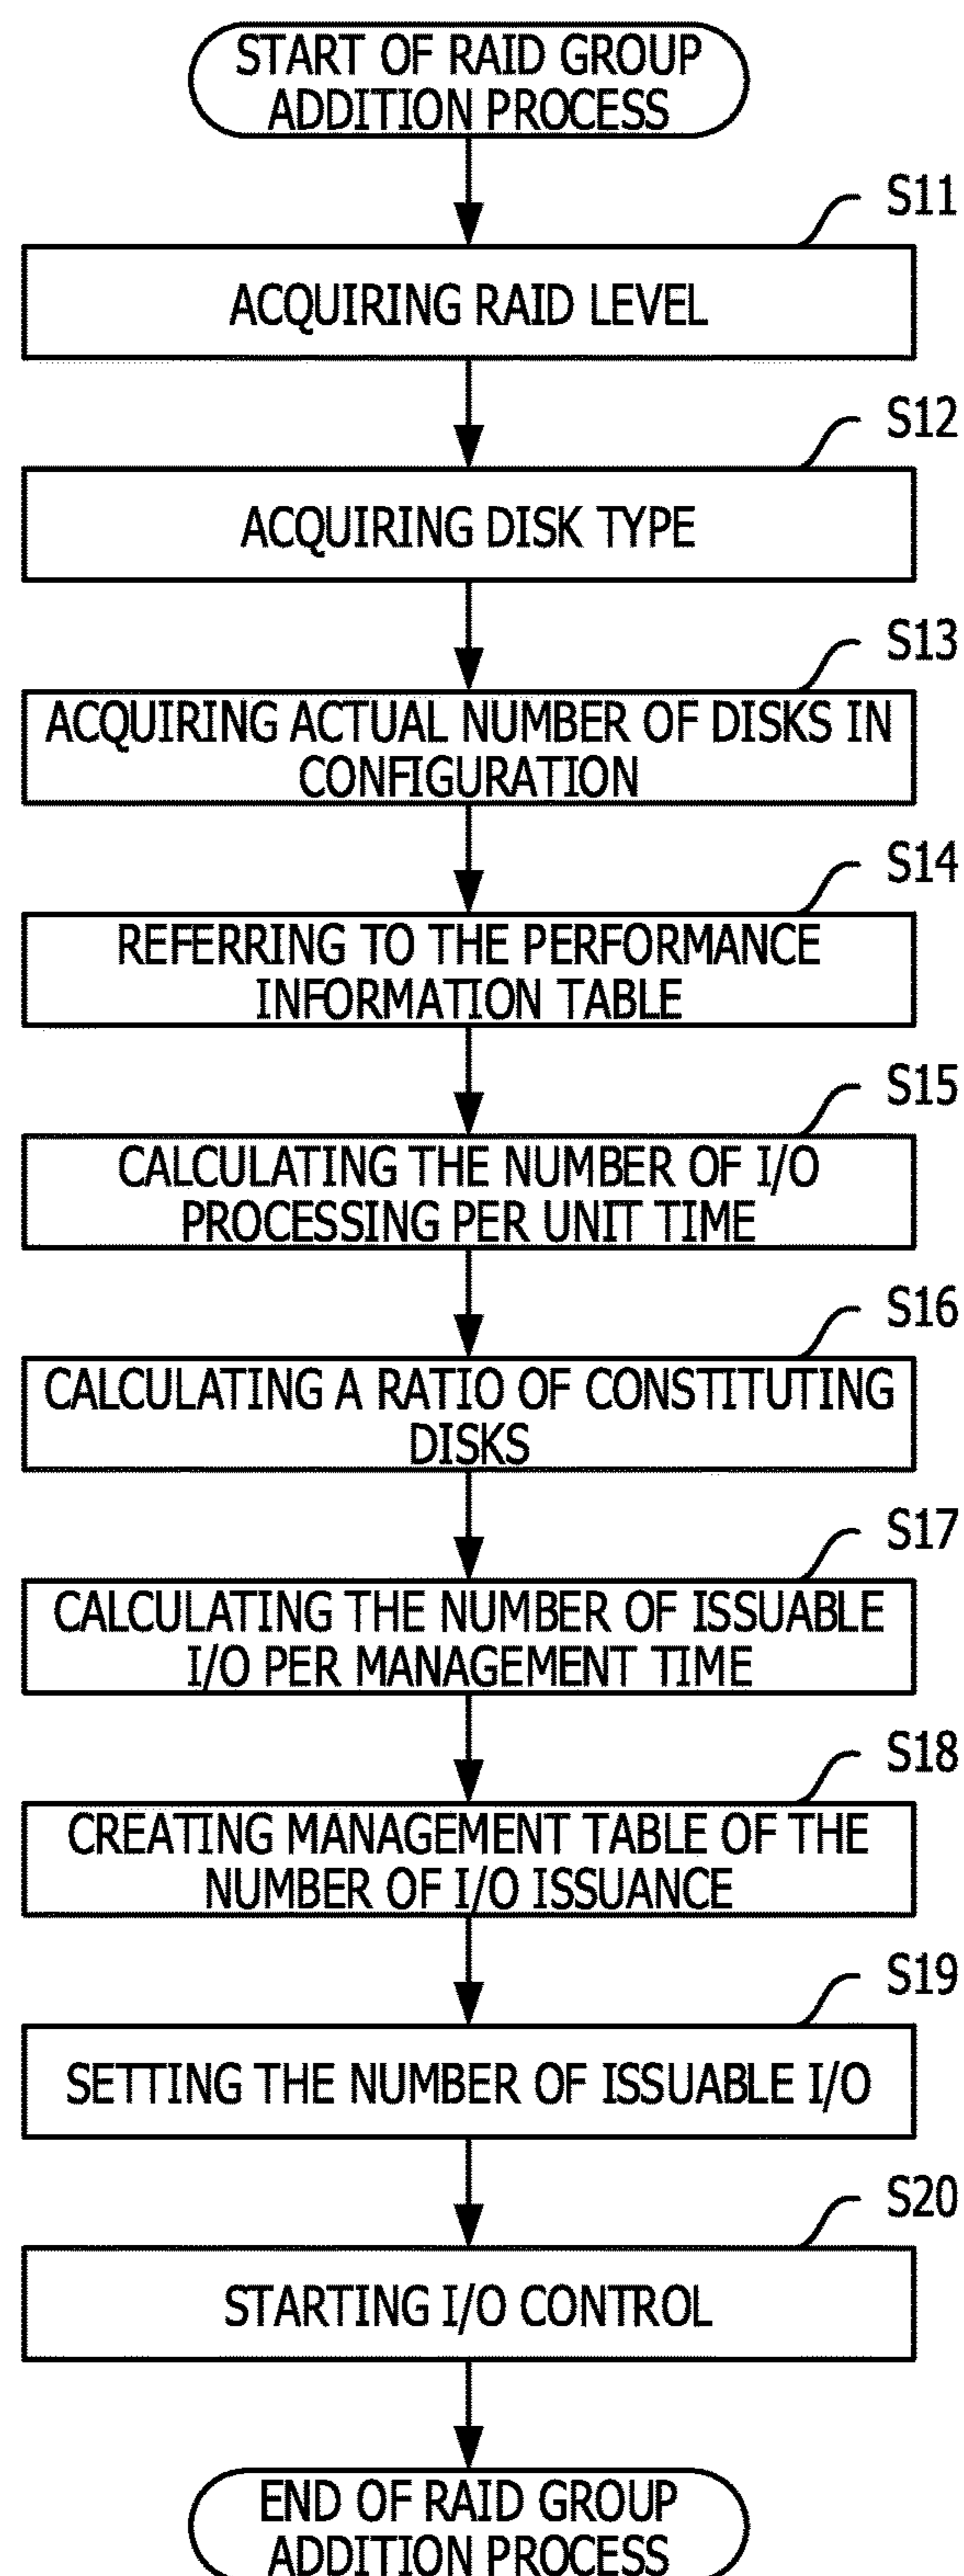 START OF RAID GROUP
ADDITION PROCESS
S11
ACQUIRING RAID LEVEL
S12
ACQUIRING DISK TYPE
S13
ACQUIRING ACTUAL NUMBER OF DISKS IN
CONFIGURATION
S14
REFERRING TO THE PERFORMANCE
INFORMATION TABLE
S15
CALCULATING THE NUMBER OF I/O
PROCESSING PER UNIT TIME
S16
CALCULATING A RATIO OF CONSTITUTING
DISKS
S17
CALCULATING THE NUMBER OF ISSUABLE
I/O PER MANAGEMENT TIME
S18
CREATING MANAGEMENT TABLE OF THE
NUMBER OF I/O ISSUANCE
S19
SETTING THE NUMBER OF ISSUABLE I/O
S20
STARTING I/O CONTROL
END OF RAID GROUP
ADDITION PROCESS